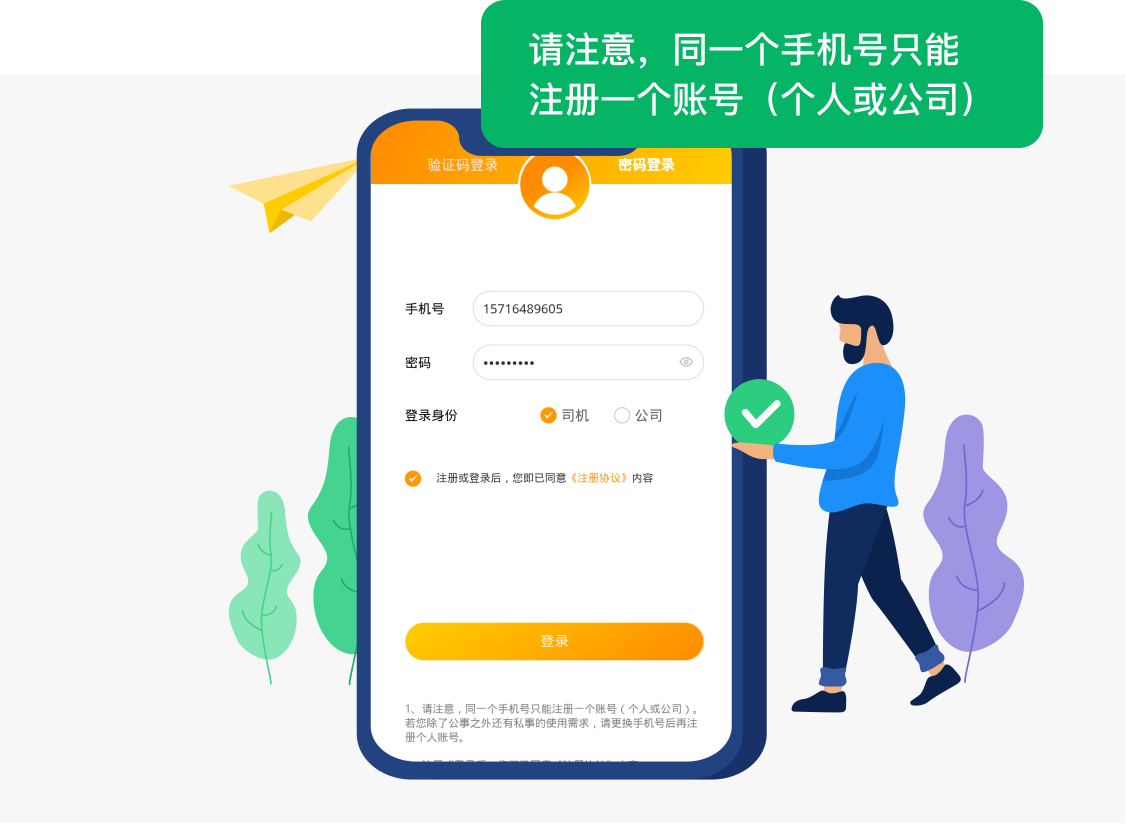 请注意，同一个手机号只能
注册一个账号（个人或公司）
验证码登录
密码登录
手机号
15716489605
密码
•••••••••
登录身份
司机
公司
注册或登录后，您即已同意《注册协议》内容
登录
1、请注意，同一个手机号只能注册一个账号（个人或公司）。
若您除了公事之外还有私事的使用需求，请更换手机号后再注
册个人账号。